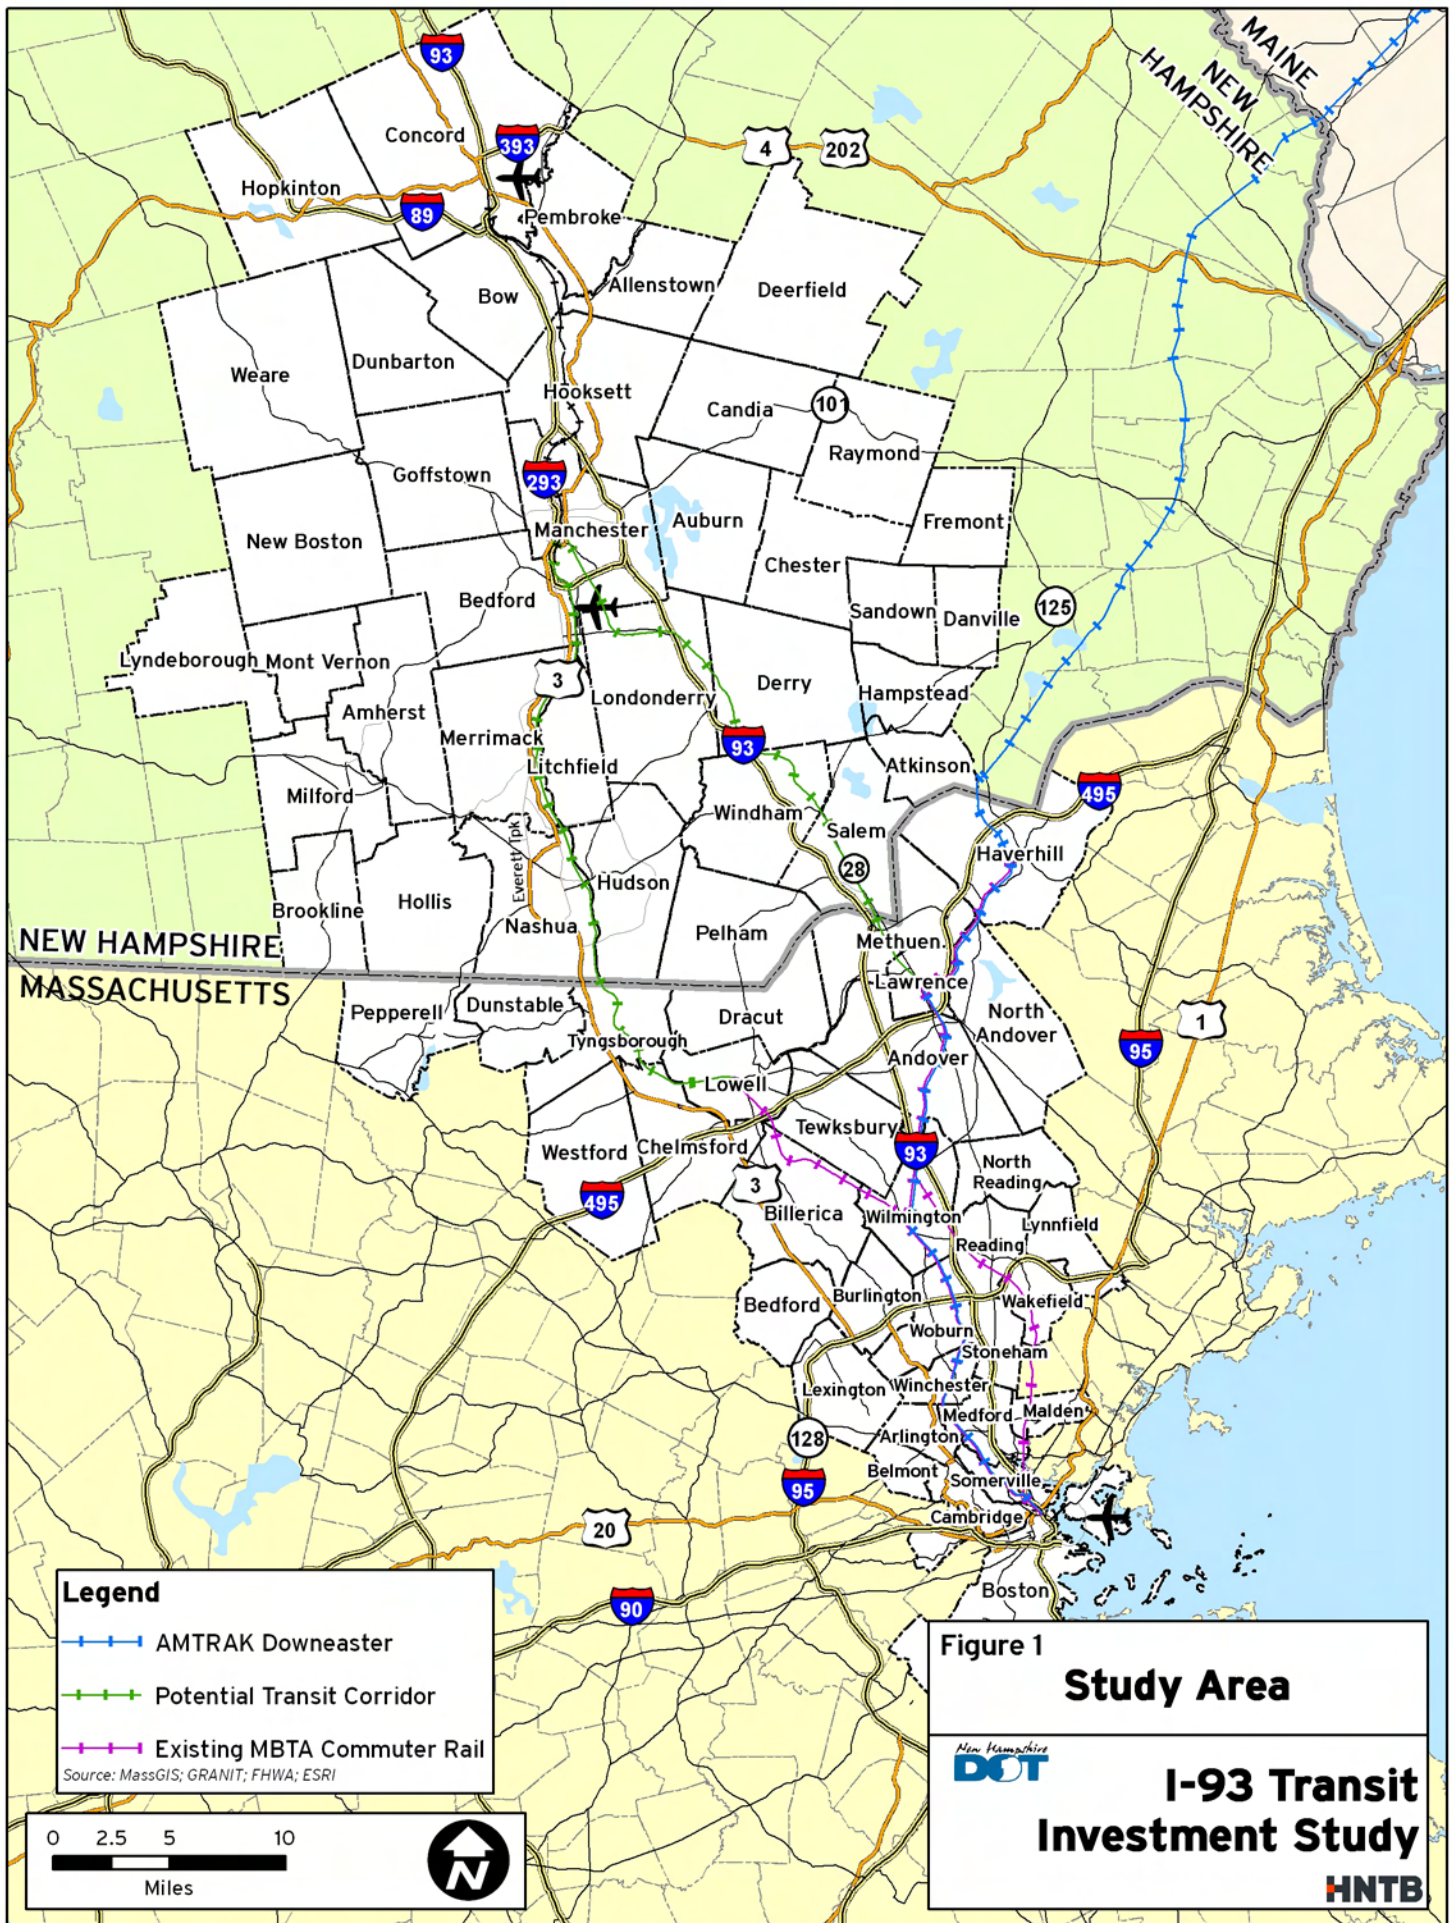 93
MAINE
NEW
HAMPSHIRE
Concord
393
4
202
Hopkinton
89
Pembroke
Allenstown
Deerfield
Bow
Dunbarton
Weare
Hooksett
Candia
101
Raymond
Goffstown
293
Manchester
Auburn
Fremont
New Boston
Chester
Bedford
Sandown
Danville
125
Lyndeborough
Mont Vernon
3
Londonderry
Derry
Hampstead
Amherst
Merrimack
93
Litchfield
Atkinson
495
Milford
Windham
Salem
Everett Tpk
28
Haverhill
Hudson
Hollis
Brookline
Nashua
Pelham
Methuen
NEW HAMPSHIRE
MASSACHUSETTS
Lawrence
Pepperell
Dunstable
Dracut
North
Andover
1
Tyngsborough
Andover
95
Lowell
Tewksbury
Westford
Chelmsford
93
3
North
Reading
495
Billerica
Wilmington
Lynnfield
Reading
Bedford
Burlington
Wakefield
Woburn
Stoneham
Lexington
Winchester
Medford
Malden
128
Arlington
Belmont
Somerville
95
Cambridge
20
Boston
90
Legend
AMTRAK Downeaster
Potential Transit Corridor
Existing MBTA Commuter Rail
Source: MassGIS; GRANIT; FHWA; ESRI
0 2.5 5 10
Miles
N
Figure 1
Study Area
New Hampshire
DOT
I-93 Transit
Investment Study
HNTB